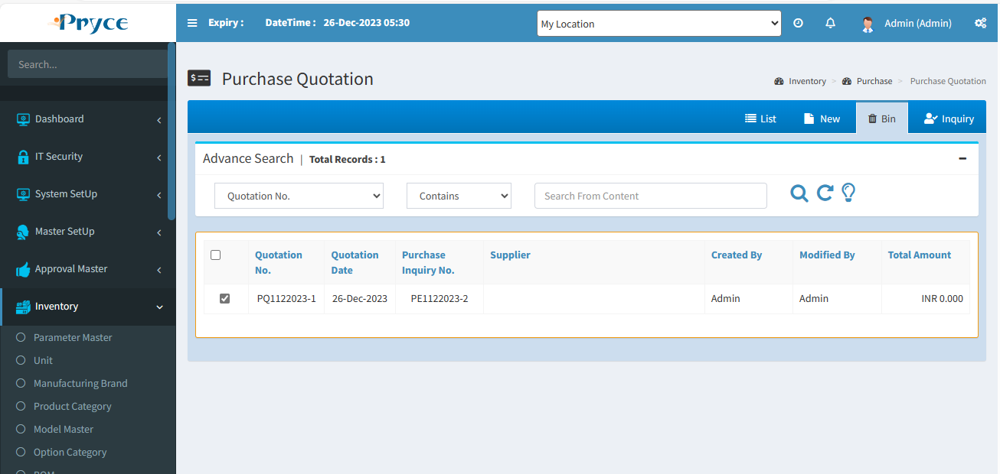 Pryce
Expiry :
DateTime : 26-Dec-2023 05:30
My Location
Admin (Admin)
Search...
Dashboard
IT Security
System SetUp
Master SetUp
Approval Master
Inventory
Parameter Master
Unit
Manufacturing Brand
Product Category
Model Master
Option Category
BOM
Purchase Quotation
Inventory > Purchase > Purchase Quotation
List
New
Bin
Inquiry
Advance Search | Total Records : 1
Quotation No.
Contains
Search From Content
Quotation No.
Quotation Date
Purchase Inquiry No.
Supplier
Created By
Modified By
Total Amount
PQ1122023-1
26-Dec-2023
PE1122023-2
Admin
Admin
INR 0.000